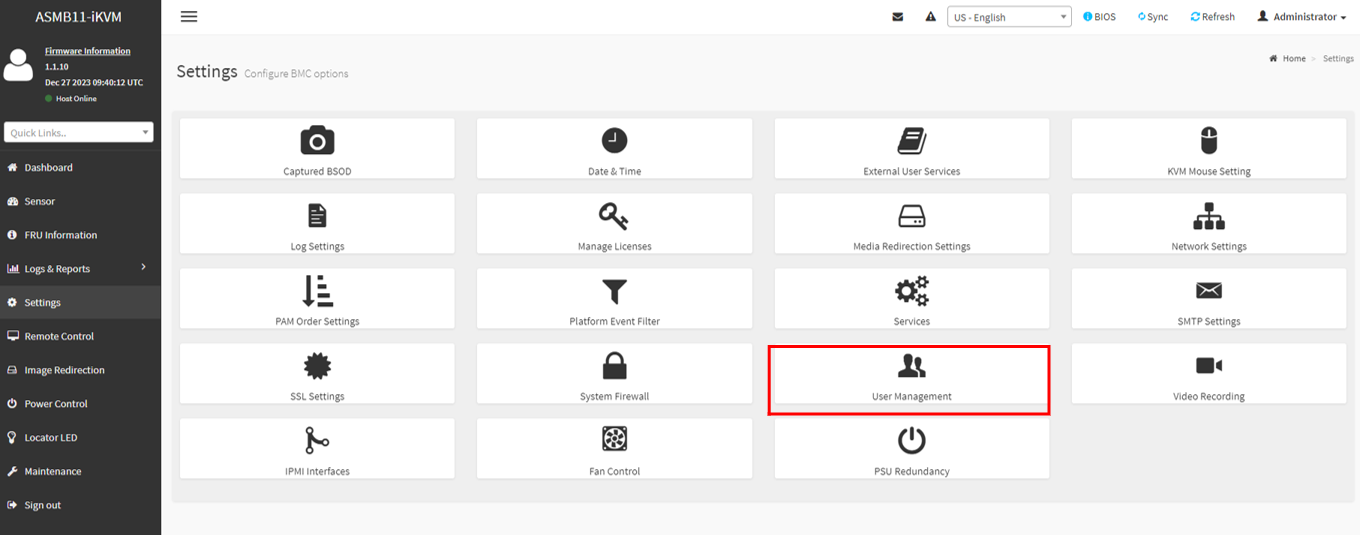 ASMB11-iKVM
Firmware Information
1.1.10
Dec 27 2023 09:40:12 UTC
Host Online
Quick Links..
Dashboard
Sensor
FRU Information
Logs & Reports
Settings
Remote Control
Image Redirection
Power Control
Locator LED
Maintenance
Sign out
US - English
BIOS
Sync
Refresh
Administrator
Settings Configure BMC options
Home > Settings
Captured BSOD
Date & Time
External User Services
KVM Mouse Setting
Log Settings
Manage Licenses
Media Redirection Settings
Network Settings
PAM Order Settings
Platform Event Filter
Services
SMTP Settings
SSL Settings
System Firewall
User Management
Video Recording
IPMI Interfaces
Fan Control
PSU Redundancy